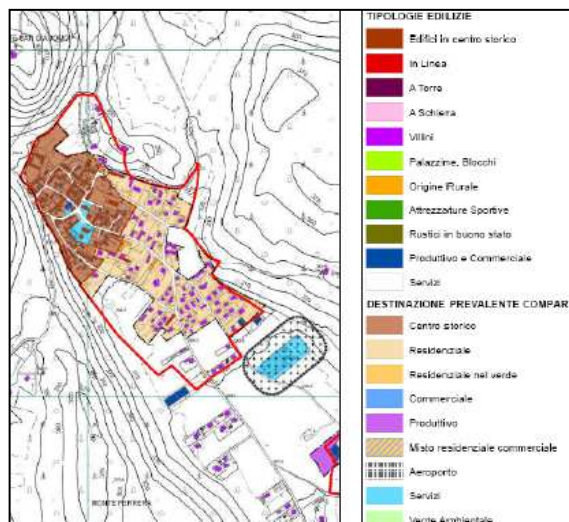 TIPOLOGIE EDILIZIE
Edifici in centro storico
In Linea
A Torre
A Schiera
Villini
Palazzine, Blocchi
Origine Rurale
Attrezzature Sportive
Rustici in buono stato
Produttivo e Commerciale
Servizi
DESTINAZIONE PREVALENTE COMPAR
Centro storico
Residenziale
Residenziale nel verde
Commerciale
Produttivo
Misto residenziale commerciale
Aeroporto
Servizi
Verde Ambientale
MONTE FERRERA